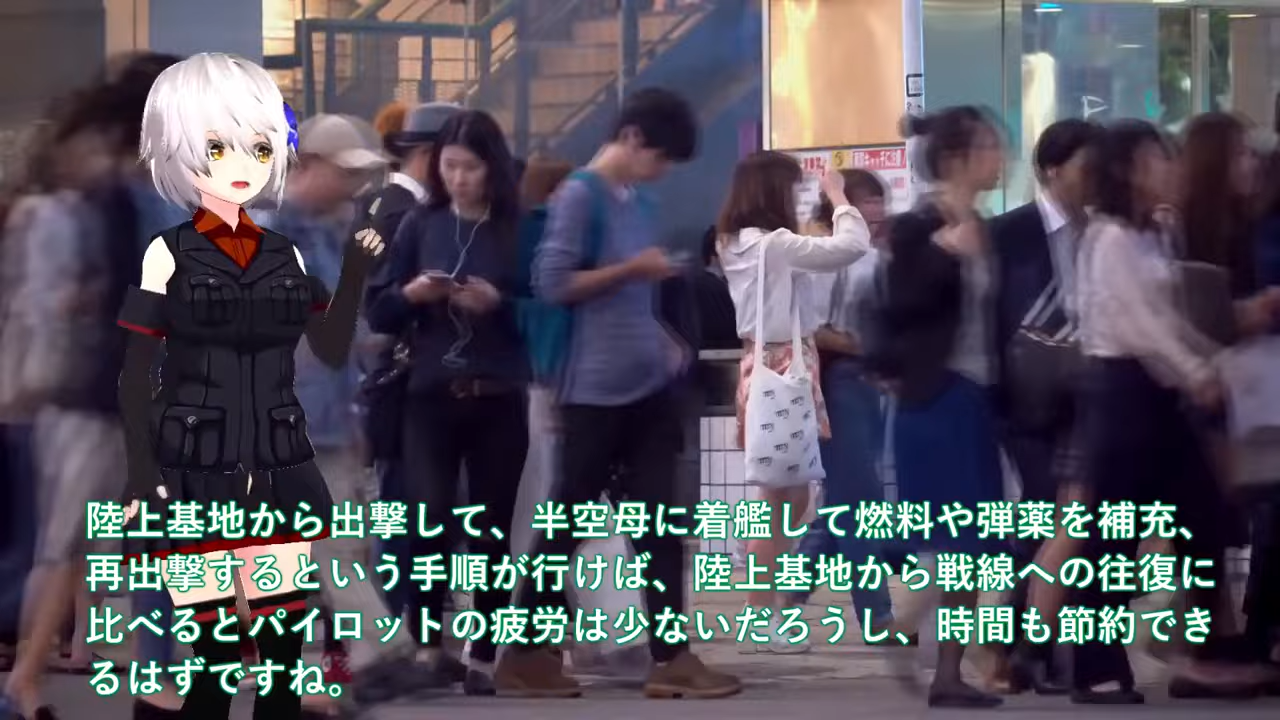 陸上基地から出撃して、半空母に着艦して燃料や弾薬を補充、
再出撃するという手順が行けば、陸上基地から戦線への往復に
比べるとパイロットの疲労は少ないだろうし、時間も節約でき
るはずですね。